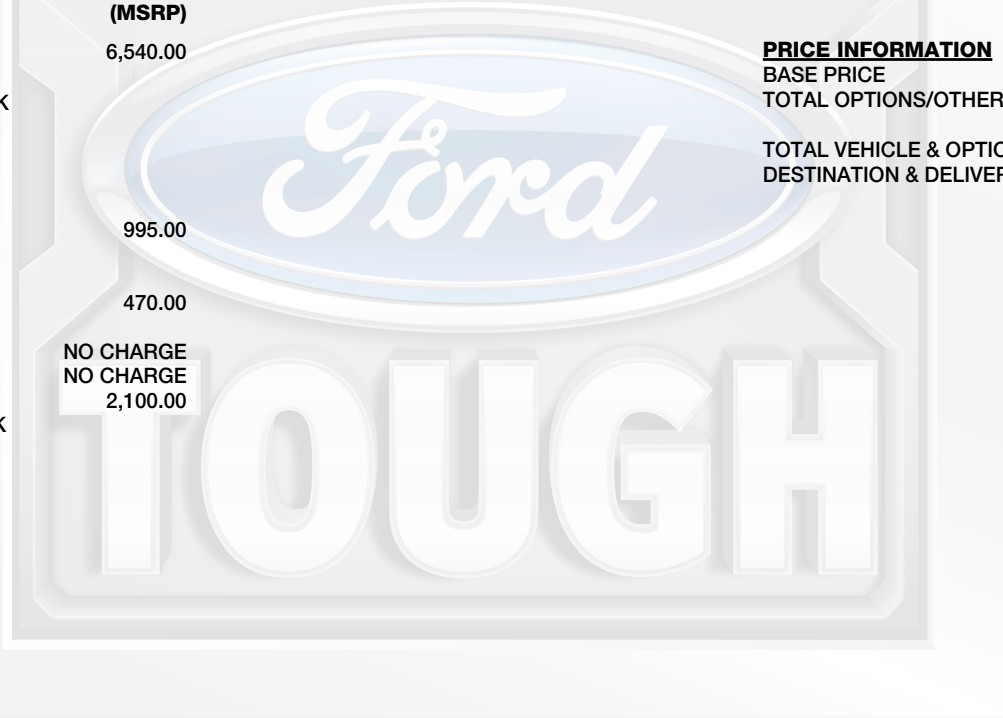 (MSRP)
6,540.00
K
995.00
470.00
NO CHARGE
NO CHARGE
2,100.00
K
PRICE INFORMATION
BASE PRICE
TOTAL OPTIONS/OTHER
TOTAL VEHICLE & OPTIO
DESTINATION & DELIVER
Ford
TOUGH